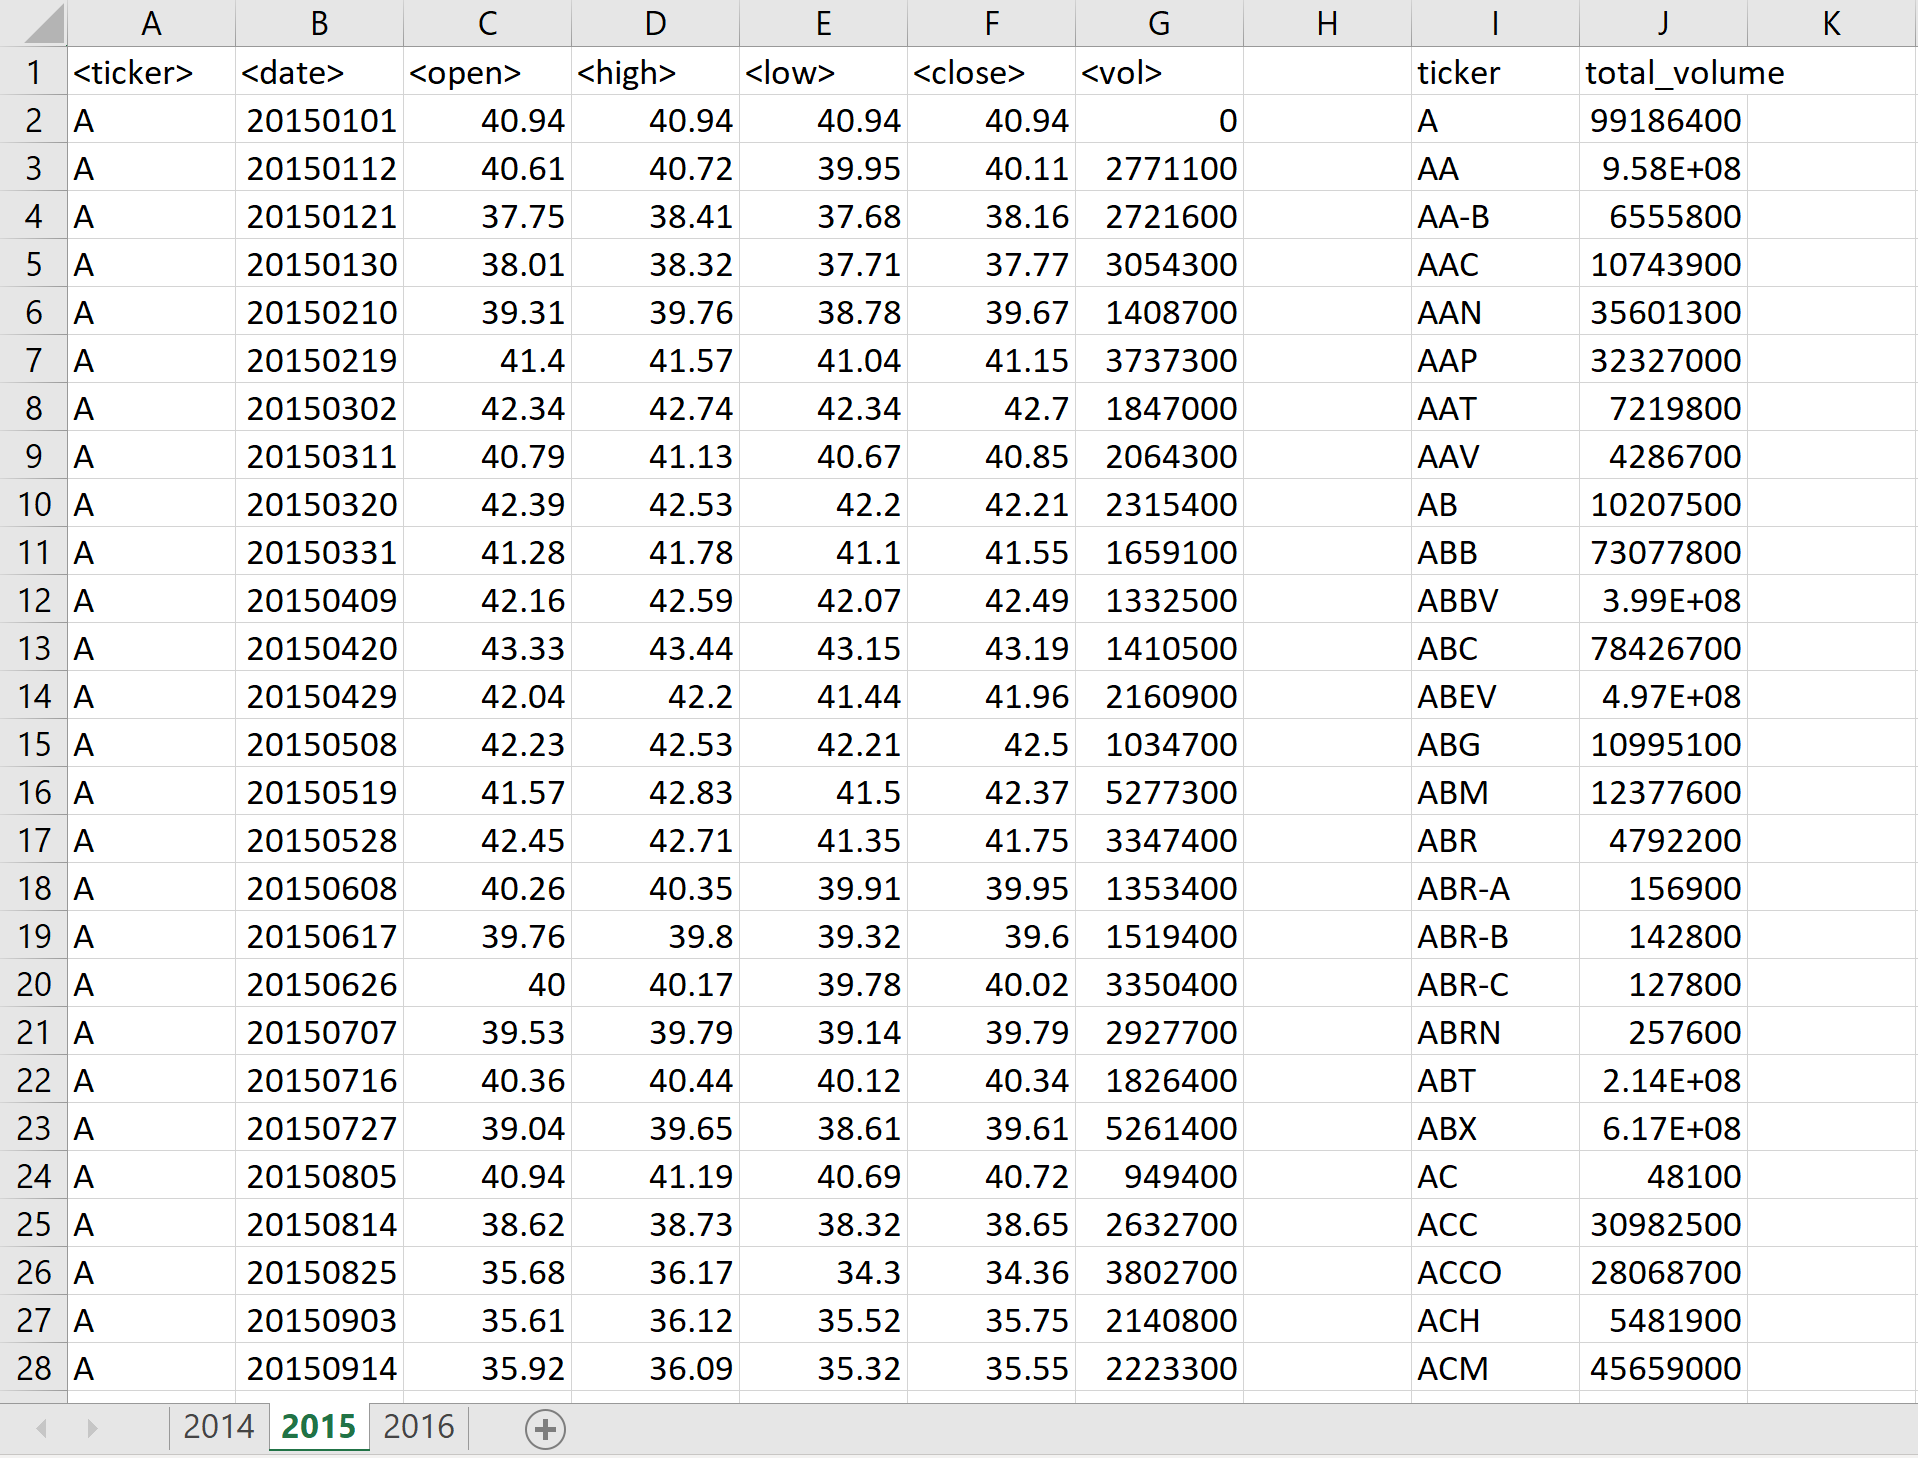 A B C D E F G H I J K
1 <ticker> <date> <open> <high> <low> <close> <vol> ticker total_volume
2 A 20150101 40.94 40.94 40.94 40.94 0 A 99186400
3 A 20150112 40.61 40.72 39.95 40.11 2771100 AA 9.58E+08
4 A 20150121 37.75 38.41 37.68 38.16 2721600 AA-B 6555800
5 A 20150130 38.01 38.32 37.71 37.77 3054300 AAC 10743900
6 A 20150210 39.31 39.76 38.78 39.67 1408700 AAN 35601300
7 A 20150219 41.4 41.57 41.04 41.15 3737300 AAP 32327000
8 A 20150302 42.34 42.74 42.34 42.7 1847000 AAT 7219800
9 A 20150311 40.79 41.13 40.67 40.85 2064300 AAV 4286700
10 A 20150320 42.39 42.53 42.2 42.21 2315400 AB 10207500
11 A 20150331 41.28 41.78 41.1 41.55 1659100 ABB 73077800
12 A 20150409 42.16 42.59 42.07 42.49 1332500 ABBV 3.99E+08
13 A 20150420 43.33 43.44 43.15 43.19 1410500 ABC 78426700
14 A 20150429 42.04 42.2 41.44 41.96 2160900 ABEV 4.97E+08
15 A 20150508 42.23 42.53 42.21 42.5 1034700 ABG 10995100
16 A 20150519 41.57 42.83 41.5 42.37 5277300 ABM 12377600
17 A 20150528 42.45 42.71 41.35 41.75 3347400 ABR 4792200
18 A 20150608 40.26 40.35 39.91 39.95 1353400 ABR-A 156900
19 A 20150617 39.76 39.8 39.32 39.6 1519400 ABR-B 142800
20 A 20150626 40 40.17 39.78 40.02 3350400 ABR-C 127800
21 A 20150707 39.53 39.79 39.14 39.79 2927700 ABRN 257600
22 A 20150716 40.36 40.44 40.12 40.34 1826400 ABT 2.14E+08
23 A 20150727 39.04 39.65 38.61 39.61 5261400 ABX 6.17E+08
24 A 20150805 40.94 41.19 40.69 40.72 949400 AC 48100
25 A 20150814 38.62 38.73 38.32 38.65 2632700 ACC 30982500
26 A 20150825 35.68 36.17 34.3 34.36 3802700 ACCO 28068700
27 A 20150903 35.61 36.12 35.52 35.75 2140800 ACH 5481900
28 A 20150914 35.92 36.09 35.32 35.55 2223300 ACM 45659000
2014 2015 2016